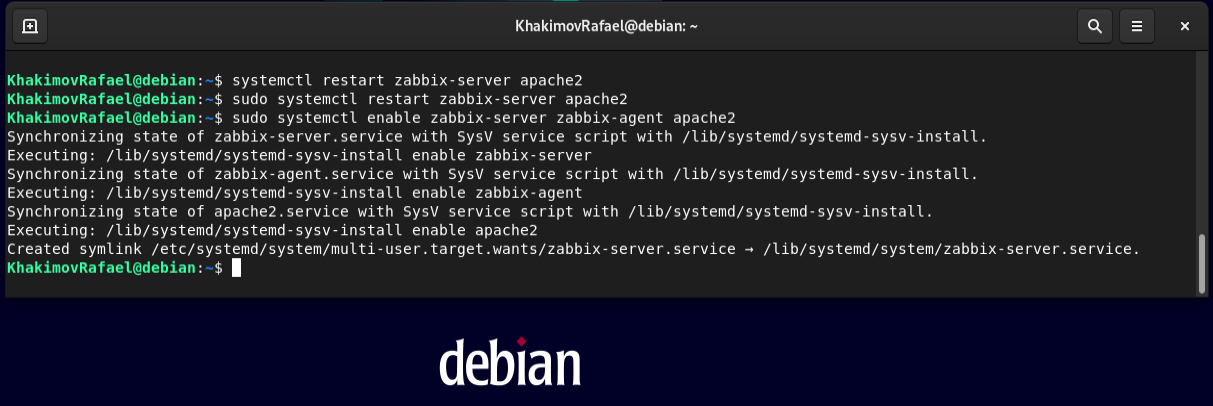 KhakimovRafael@debian: ~
KhakimovRafael@debian:~$ systemctl restart zabbix-server apache2
KhakimovRafael@debian:~$ sudo systemctl restart zabbix-server apache2
KhakimovRafael@debian:~$ sudo systemctl enable zabbix-server zabbix-agent apache2
Synchronizing state of zabbix-server.service with SysV service script with /lib/systemd/systemd-sysv-install.
Executing: /lib/systemd/systemd-sysv-install enable zabbix-server
Synchronizing state of zabbix-agent.service with SysV service script with /lib/systemd/systemd-sysv-install.
Executing: /lib/systemd/systemd-sysv-install enable zabbix-agent
Synchronizing state of apache2.service with SysV service script with /lib/systemd/systemd-sysv-install.
Executing: /lib/systemd/systemd-sysv-install enable apache2
Created symlink /etc/systemd/system/multi-user.target.wants/zabbix-server.service → /lib/systemd/system/zabbix-server.service.
KhakimovRafael@debian:~$
debian